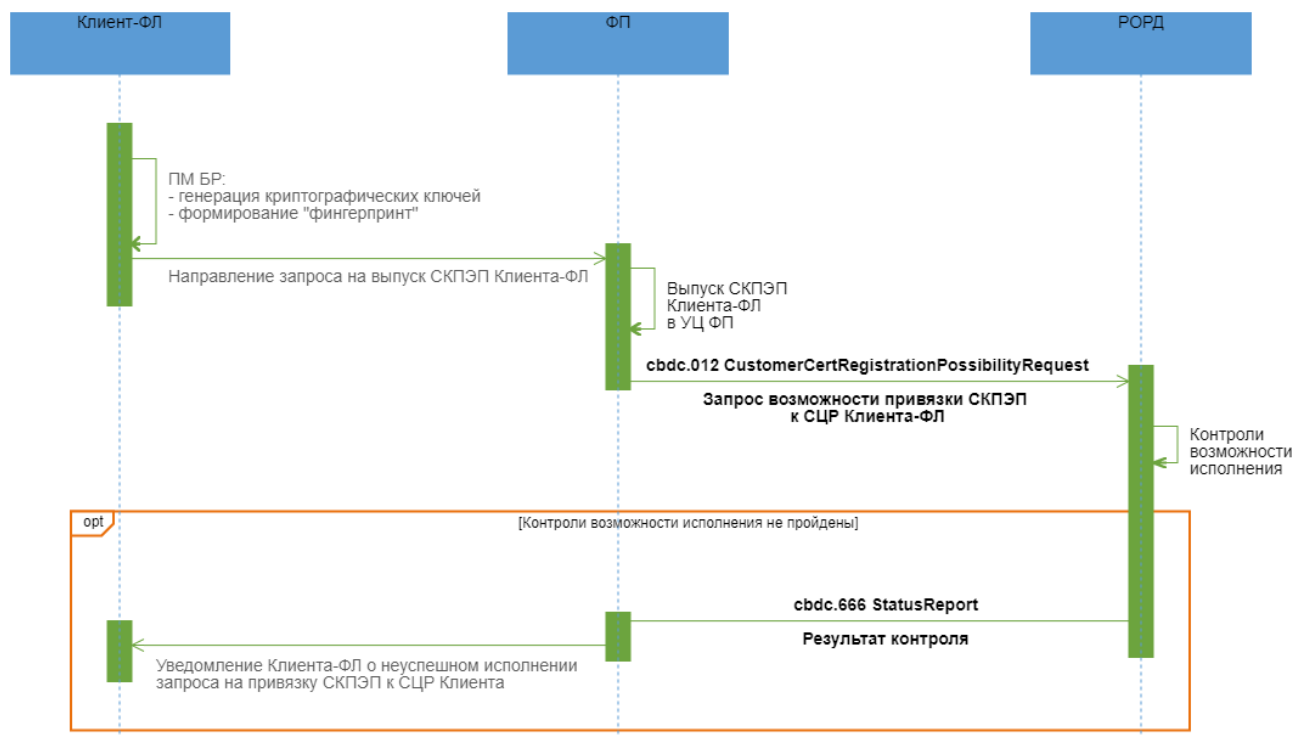 Клиент-ФЛ
ФП
РОРД
ПМ БР:
- генерация криптографических ключей
- формирование "фингерпринт"
Направление запроса на выпуск СКПЭП Клиента-ФЛ
Выпуск СКПЭП
Клиента-ФЛ
в УЦ ФП
cbdc.012 CustomerCertRegistrationPossibilityRequest
Запрос возможности привязки СКПЭП
к СЦР Клиента-ФЛ
Контроли
возможности
исполнения
opt
[Контроли возможности исполнения не пройдены]
cbdc.666 StatusReport
Результат контроля
Уведомление Клиента-ФЛ о неуспешном исполнении
запроса на привязку СКПЭП к СЦР Клиента